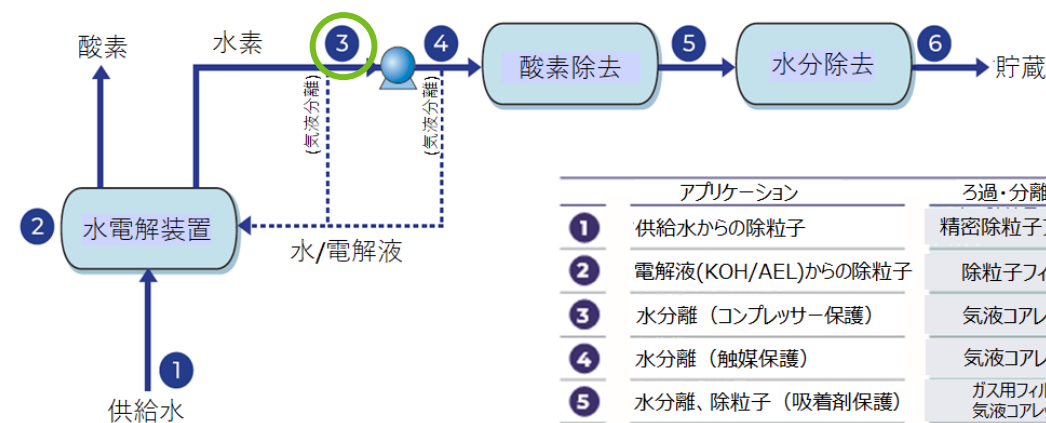 酸素
水素
3
4
(気液分離)
(気液分離)
酸素除去
5
水分除去
6
貯蔵
2
水電解装置
水/電解液
1
供給水
アプリケーション
ろ過・分離
1
供給水からの除粒子
精密除粒子
2
電解液(KOH/AEL)からの除粒子
除粒子フィ
3
水分離（コンプレッサー保護）
気液コアレ
4
水分離（触媒保護）
気液コアレ
5
水分離、除粒子（吸着剤保護）
ガス用フィル
気液コアレ